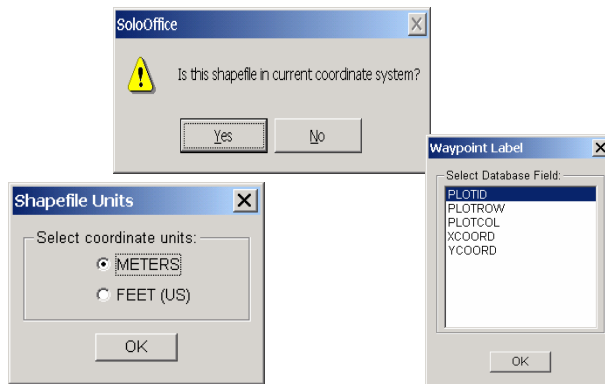 SoloOffice
Is this shapefile in current coordinate system?
Yes No
Shapefile Units
Select coordinate units:
METERS
FEET (US)
OK
Waypoint Label
Select Database Field:
PLOTID
PLOTROW
PLOTCOL
XCOORD
YCOORD
OK